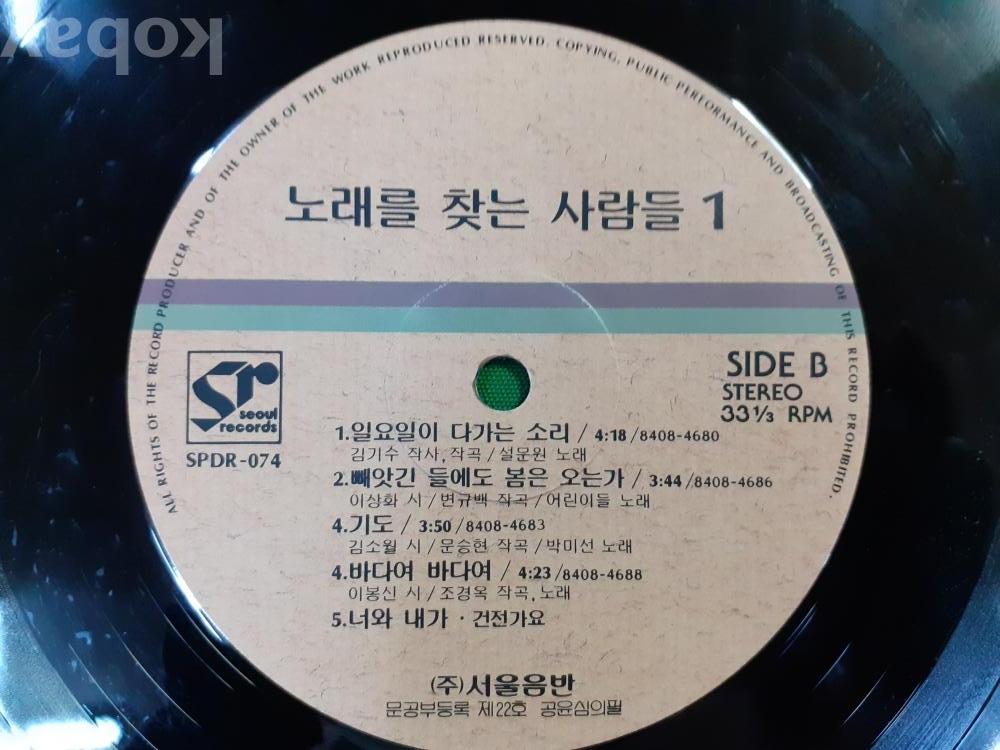 kobay
ALL RIGHTS OF THE RECORD PRODUCER AND OF THE OWNER OF THE WORK REPRODUCED RESERVED. COPYING, PUBLIC PERFORMANCE AND BROADCASTING OF THIS RECORD PROHIBITED.
노래를 찾는 사람들 1
Sr
seoul
records
SPDR-074
SIDE B
STEREO
33 1/3 RPM
1.일요일이 다가는 소리 / 4:18 /8408-4680
김기수 작사, 작곡 /설문원 노래
2.빼앗긴 들에도 봄은 오는가 / 3:44 /8408-4686
이상화 시 /변규백 작곡 /어린이들 노래
4.기도 / 3:50 /8408-4683
김소월 시 /문승현 작곡 /박미선 노래
4.바다여 바다여 / 4:23 /8408-4688
이봉신 시 /조경옥 작곡, 노래
5.너와 내가 · 건전가요
(주)서울음반
문공부등록 제22호 공윤심의필